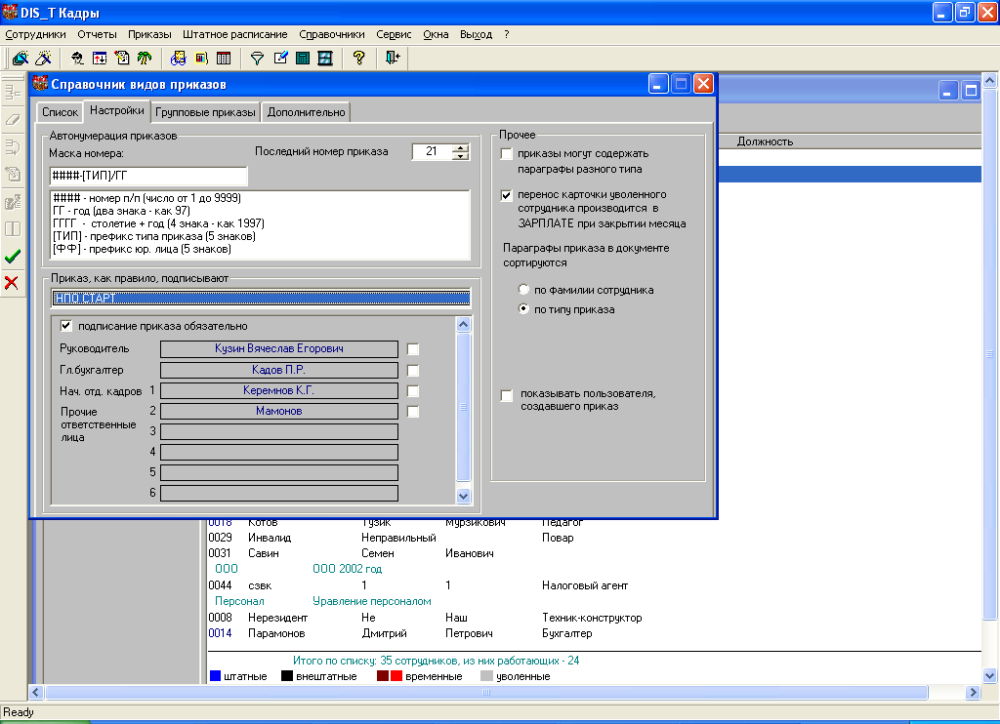 DIS_T Кадры
Сотрудники Отчеты Приказы Штатное расписание Справочники Сервис Окна Выход ?
Справочник видов приказов
Список Настройки Групповые приказы Дополнительно
Автонумерация приказов
Маска номера:
Последний номер приказа 21
####-[ТИП]/ГГ
#### - номер п/п (число от 1 до 9999)
ГГ - год (два знака - как 97)
ГГГГ - столетие + год (4 знака - как 1997)
[ТИП] - префикс типа приказа (5 знаков)
[ФФ] - префикс юр. лица (5 знаков)
Приказ, как правило, подписывают
НПО СТАРТ
подписание приказа обязательно
Руководитель Кузин Вячеслав Егорович
Гл.бухгалтер Кадов П.Р.
Нач. отд. кадров 1 Керемнов К.Г.
Прочие 2 Мамонов
ответственные
лица
3
4
5
6
Прочее
приказы могут содержать
параграфы разного типа
перенос карточки уволенного
сотрудника производится в
ЗАРПЛАТЕ при закрытии месяца
Параграфы приказа в документе
сортируются
по фамилии сотрудника
по типу приказа
показывать пользователя,
создавшего приказ
Должность
0018 Котов Тузик Мурзикович Педагог
0029 Инвалид Неправильный Повар
0031 Савин Семен Иванович
ООО ООО 2002 год
0044 сзвк 1 1 Налоговый агент
Персонал Уравление персоналом
0008 Нерезидент Не Наш Техник-конструктор
0014 Парамонов Дмитрий Петрович Бухгалтер
Итого по списку: 35 сотрудников, из них работающих - 24
штатные внештатные временные уволенные
Ready